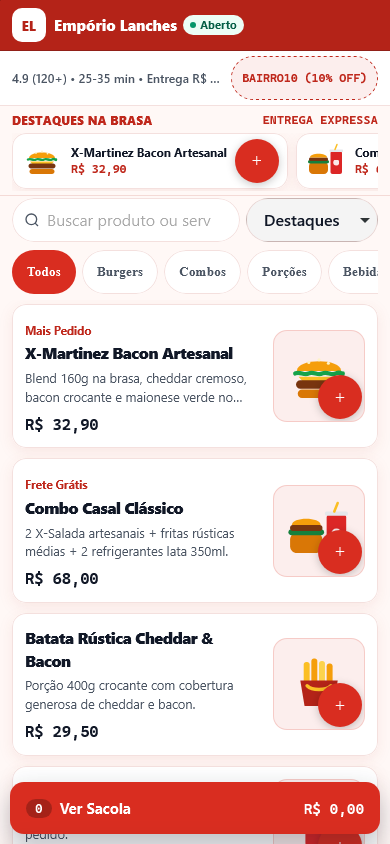 EL Empório Lanches Aberto
4.9 (120+) • 25-35 min • Entrega R$ ... BAIRRO10 (10% OFF)
DESTAQUES NA BRASA ENTREGA EXPRESSA
X-Martinez Bacon Artesanal
R$ 32,90
+
Com
R$
Buscar produto ou serv Destaques
Todos Burgers Combos Porções Bebid
Mais Pedido
X-Martinez Bacon Artesanal
Blend 160g na brasa, cheddar cremoso,
bacon crocante e maionese verde no...
R$ 32,90
+
Frete Grátis
Combo Casal Clássico
2 X-Salada artesanais + fritas rústicas
médias + 2 refrigerantes lata 350ml.
R$ 68,00
+
Batata Rústica Cheddar &
Bacon
Porção 400g crocante com cobertura
generosa de cheddar e bacon.
R$ 29,50
+
0 Ver Sacola R$ 0,00
pedido.